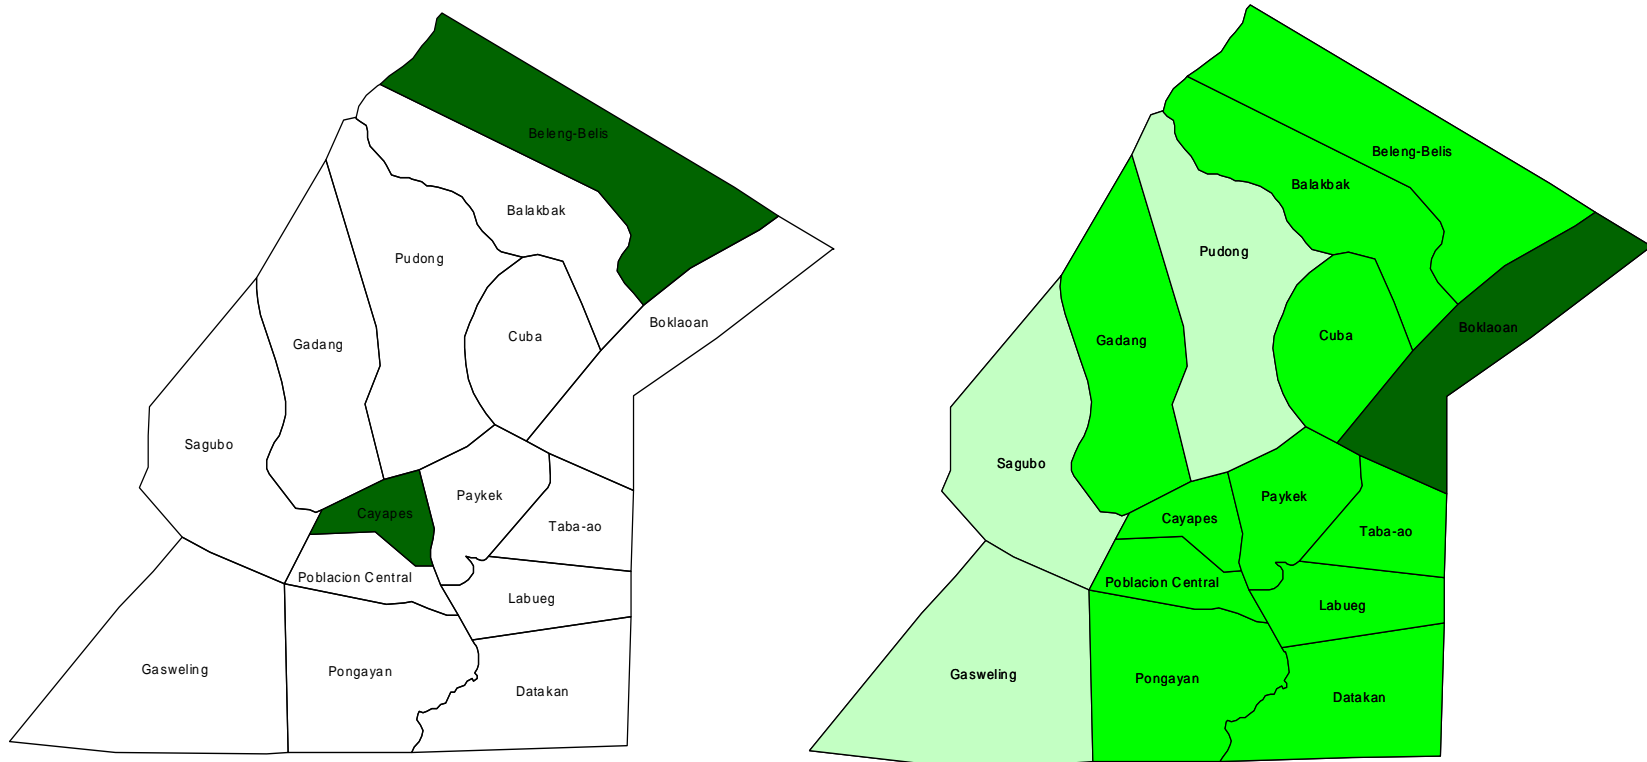 Beleng-Belis
Balakbak
Pudong
Boklaoan
Cuba
Gadang
Sagubo
Paykek
Cayapes
Taba-ao
Poblacion Central
Labueg
Gasweling
Pongayan
Datakan
Beleng-Belis
Balakbak
Pudong
Boklaoan
Cuba
Gadang
Sagubo
Paykek
Cayapes
Taba-ao
Poblacion Central
Labueg
Gasweling
Pongayan
Datakan